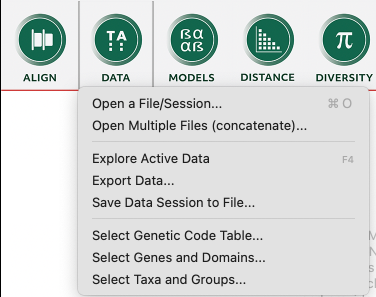 TA
ßα
αß
π
ALIGN
DATA
MODELS
DISTANCE
DIVERSITY
Open a File/Session... ⌘ O
Open Multiple Files (concatenate)...
Explore Active Data F4
Export Data...
Save Data Session to File...
Select Genetic Code Table...
Select Genes and Domains...
Select Taxa and Groups...